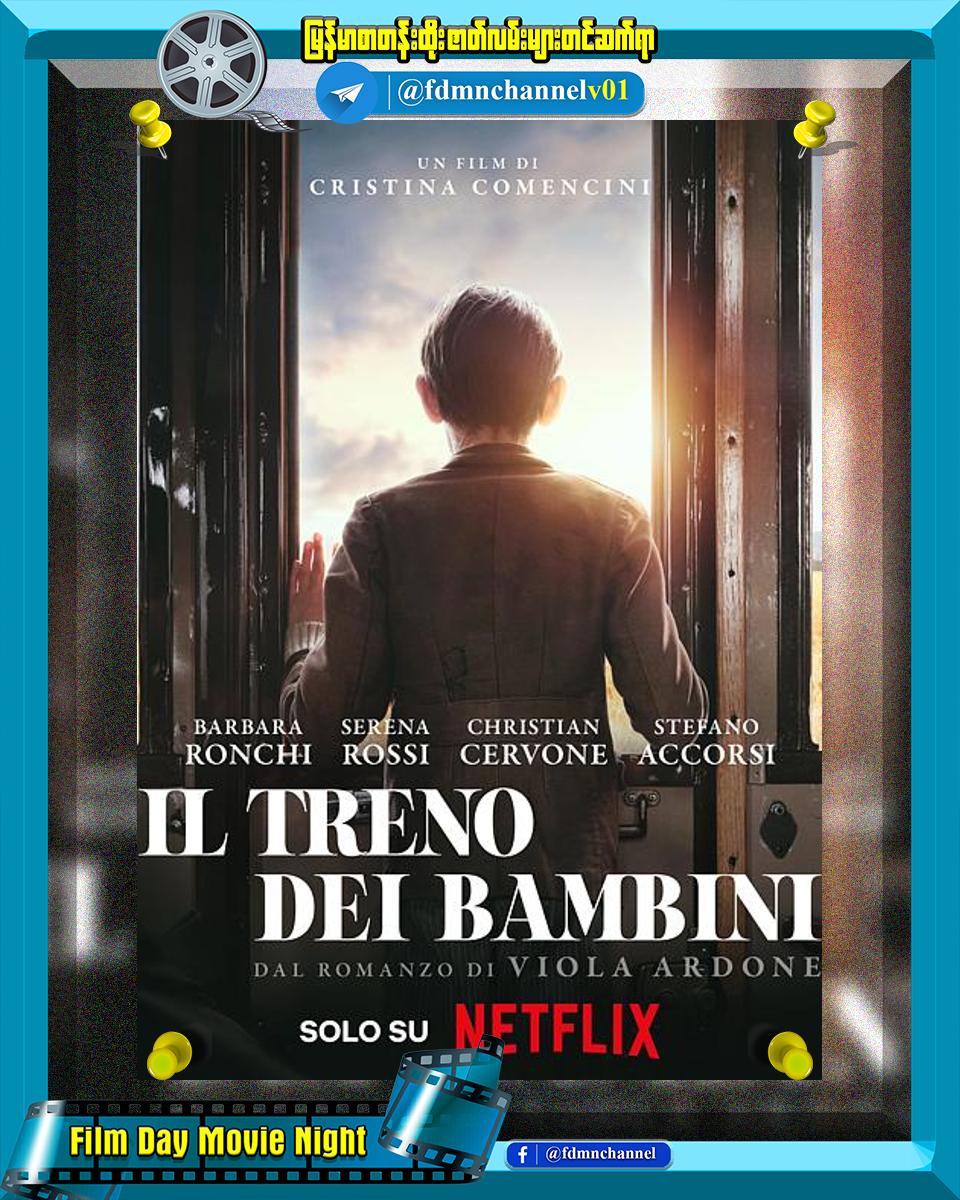 မြန်မာစာတန်းထိုးဇာတ်လမ်းများတင်ဆက်ရာ
@fdmnchannelv01
UN FILM DI
CRISTINA COMENCINI
BARBARA RONCHI SERENA ROSSI CHRISTIAN CERVONE STEFANO ACCORSI
IL TRENO
DEI BAMBINI
DAL ROMANZO DI VIOLA ARDONE
SOLO SU NETFLIX
Film Day Movie Night
@fdmnchannel